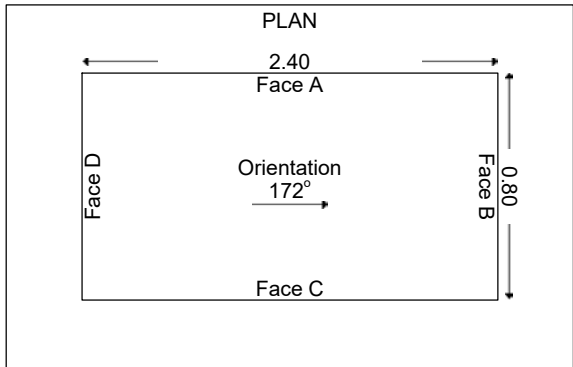 PLAN
2.40
Face A
Face D
Orientation
172°
Face B
0.80
Face C